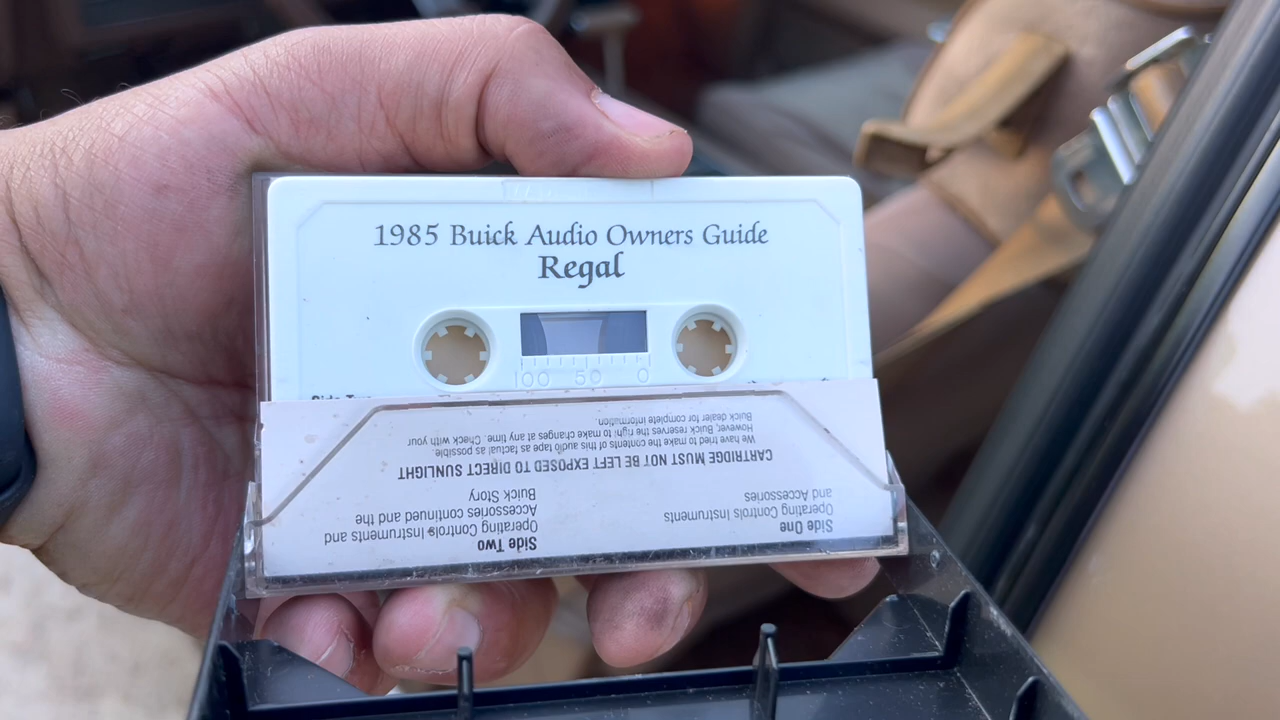 1985 Buick Audio Owners Guide
Regal
100 50 0
Side Two
Side One
Operating Controls Instruments
and Accessories
Side Two
Operating Controls Instruments and
Accessories continued and the
Buick Story
CARTRIDGE MUST NOT BE LEFT EXPOSED TO DIRECT SUNLIGHT
We have tried to make the contents of this audio tape as factual as possible.
However, Buick reserves the right to make changes at any time. Check with your
Buick dealer for complete information.